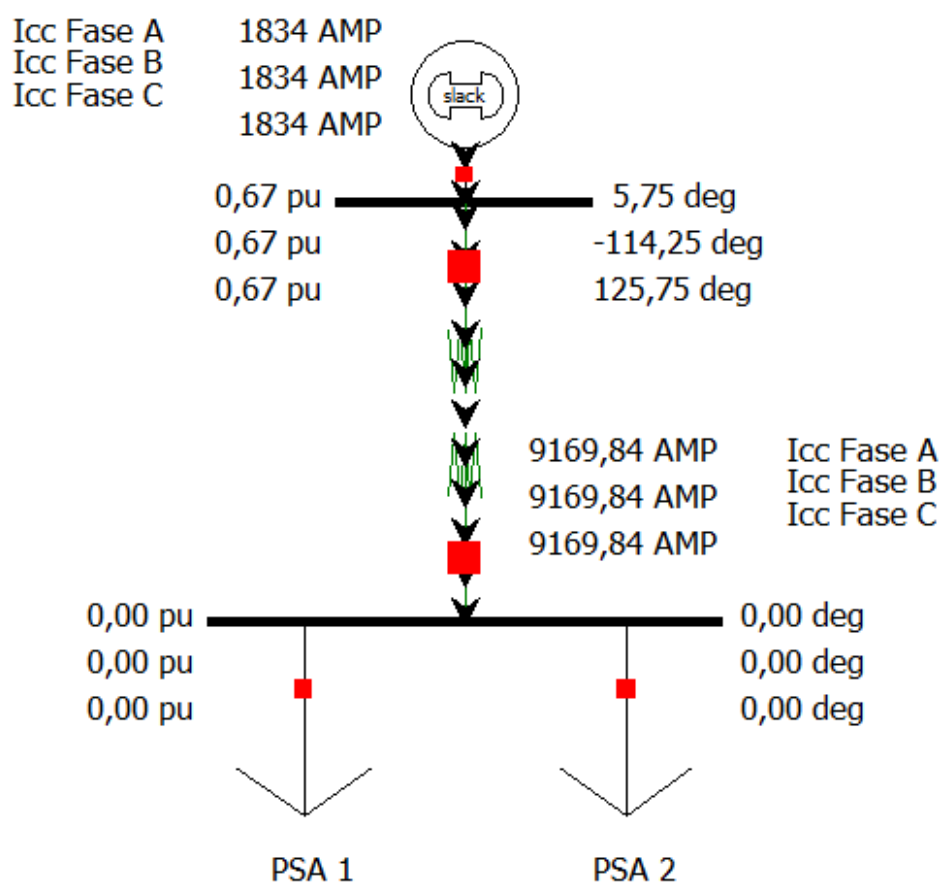 Icc Fase A 1834 AMP
Icc Fase B 1834 AMP
Icc Fase C 1834 AMP
slack
0,67 pu 5,75 deg
0,67 pu -114,25 deg
0,67 pu 125,75 deg
9169,84 AMP Icc Fase A
9169,84 AMP Icc Fase B
9169,84 AMP Icc Fase C
0,00 pu 0,00 deg
0,00 pu 0,00 deg
0,00 pu 0,00 deg
PSA 1 PSA 2